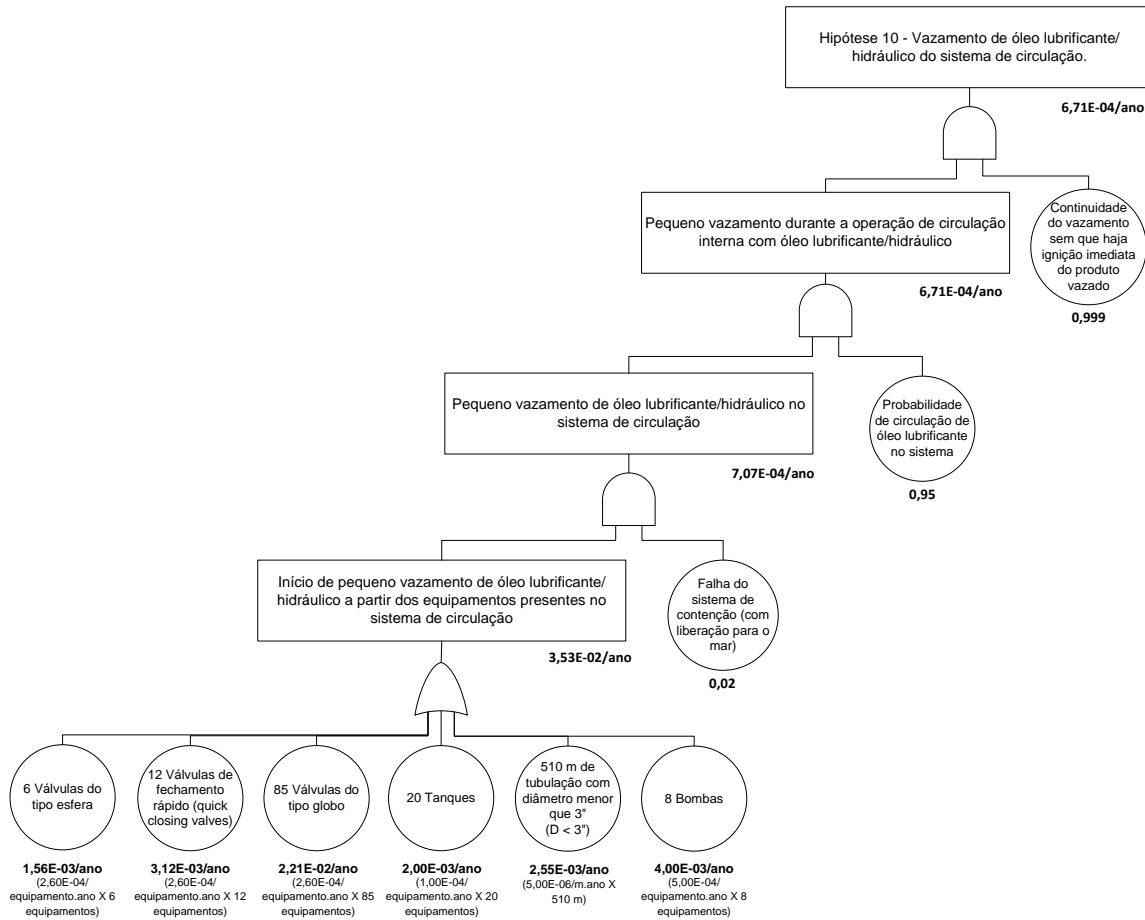 Hipótese 10 - Vazamento de óleo lubrificante/
hidráulico do sistema de circulação.
6,71E-04/ano
Pequeno vazamento durante a operação de circulação
interna com óleo lubrificante/hidráulico
6,71E-04/ano
Continuidade
do vazamento
sem que haja
ignição imediata
do produto
vazado
0,999
Pequeno vazamento de óleo lubrificante/hidráulico no
sistema de circulação
7,07E-04/ano
Probabilidade
de circulação de
óleo lubrificante
no sistema
0,95
Início de pequeno vazamento de óleo lubrificante/
hidráulico a partir dos equipamentos presentes no
sistema de circulação
3,53E-02/ano
Falha do
sistema de
contenção (com
liberação para o
mar)
0,02
6 Válvulas do
tipo esfera
1,56E-03/ano
(2,60E-04/
equipamento.ano X 6
equipamentos)
12 Válvulas de
fechamento
rápido (quick
closing valves)
3,12E-03/ano
(2,60E-04/
equipamento.ano X 12
equipamentos)
85 Válvulas do
tipo globo
2,21E-02/ano
(2,60E-04/
equipamento.ano X 85
equipamentos)
20 Tanques
2,00E-03/ano
(1,00E-04/
equipamento.ano X 20
equipamentos)
510 m de
tubulação com
diâmetro menor
que 3"
(D < 3")
2,55E-03/ano
(5,00E-06/m.ano X
510 m)
8 Bombas
4,00E-03/ano
(5,00E-04/
equipamento.ano X 8
equipamentos)